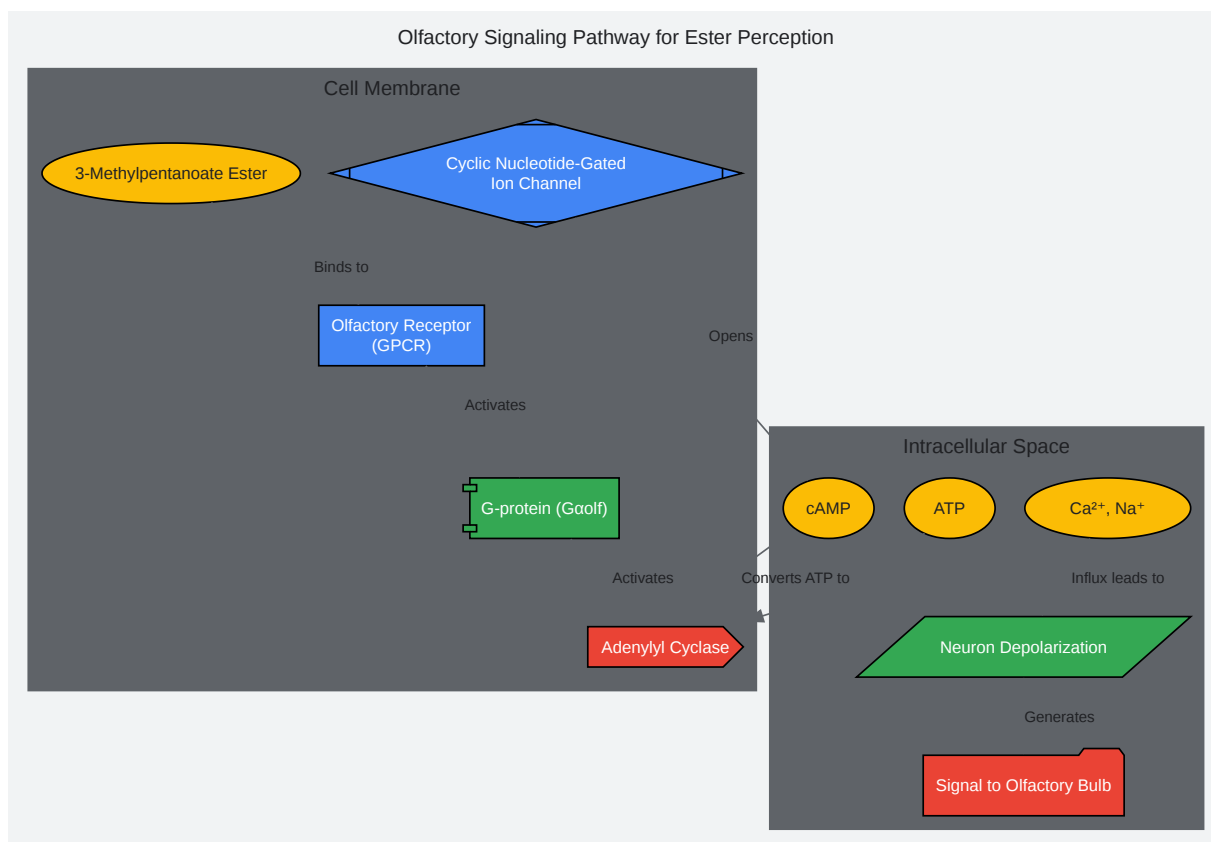 Olfactory Signaling Pathway for Ester Perception
Cell Membrane
3-Methylpentanoate Ester
Cyclic Nucleotide-Gated
Ion Channel
Binds to
Olfactory Receptor
(GPCR)
Opens
Activates
Intracellular Space
G-protein (Gαolf)
cAMP
ATP
Ca²⁺, Na⁺
Activates
Converts ATP to
Influx leads to
Adenylyl Cyclase
Neuron Depolarization
Generates
Signal to Olfactory Bulb